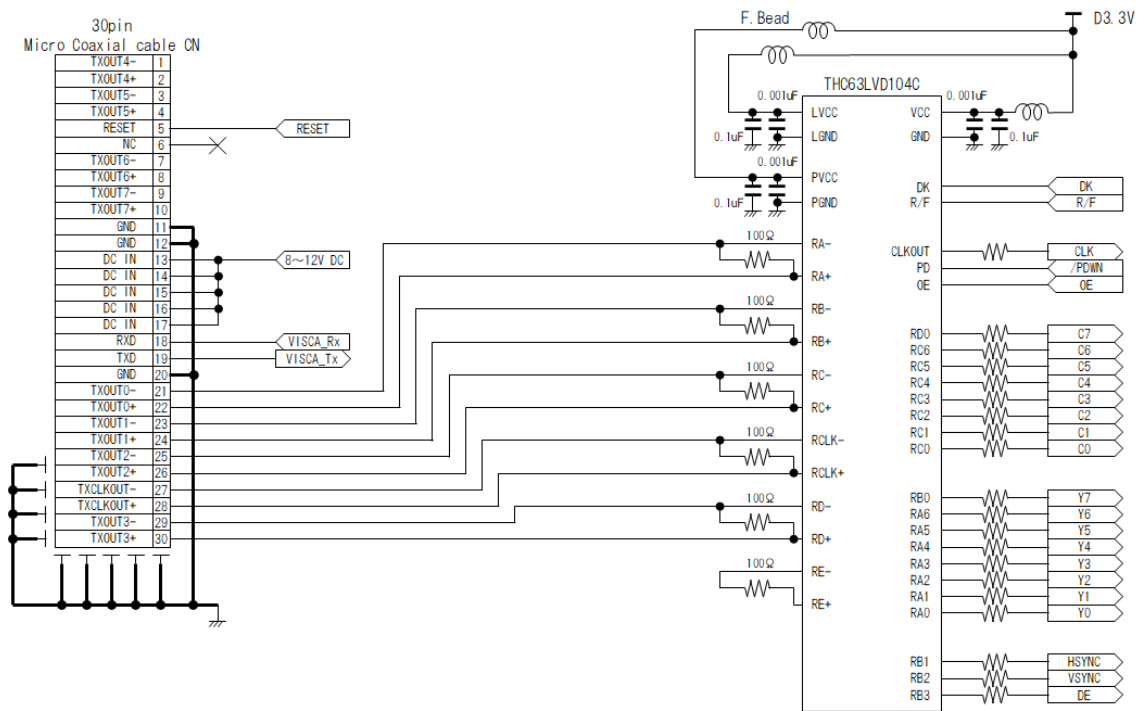 30pin
Micro Coaxial cable CN
TXOUT4- 1
TXOUT4+ 2
TXOUT5- 3
TXOUT5+ 4
RESET 5
NC 6
TXOUT6- 7
TXOUT6+ 8
TXOUT7- 9
TXOUT7+ 10
GND 11
GND 12
DC IN 13
DC IN 14
DC IN 15
DC IN 16
DC IN 17
RXD 18
TXD 19
GND 20
TXOUT0- 21
TXOUT0+ 22
TXOUT1- 23
TXOUT1+ 24
TXOUT2- 25
TXOUT2+ 26
TXCLKOUT- 27
TXCLKOUT+ 28
TXOUT3- 29
TXOUT3+ 30
RESET
8~12V DC
VISCA_Rx
VISCA_Tx
F.Bead
D3.3V
THC63LVD104C
0.001uF
0.1uF
0.001uF
0.1uF
0.001uF
0.1uF
100Ω
100Ω
100Ω
100Ω
100Ω
100Ω
LVCC
LGND
PVCC
PGND
RA-
RA+
RB-
RB+
RC-
RC+
RCLK-
RCLK+
RD-
RD+
RE-
RE+
VCC
GND
DK DK
R/F R/F
CLKOUT CLK
PD /PDWN
OE OE
RD0 C7
RC6 C6
RC5 C5
RC4 C4
RC3 C3
RC2 C2
RC1 C1
RC0 C0
RB0 Y7
RA6 Y6
RA5 Y5
RA4 Y4
RA3 Y3
RA2 Y2
RA1 Y1
RA0 Y0
RB1 HSYNC
RB2 VSYNC
RB3 DE